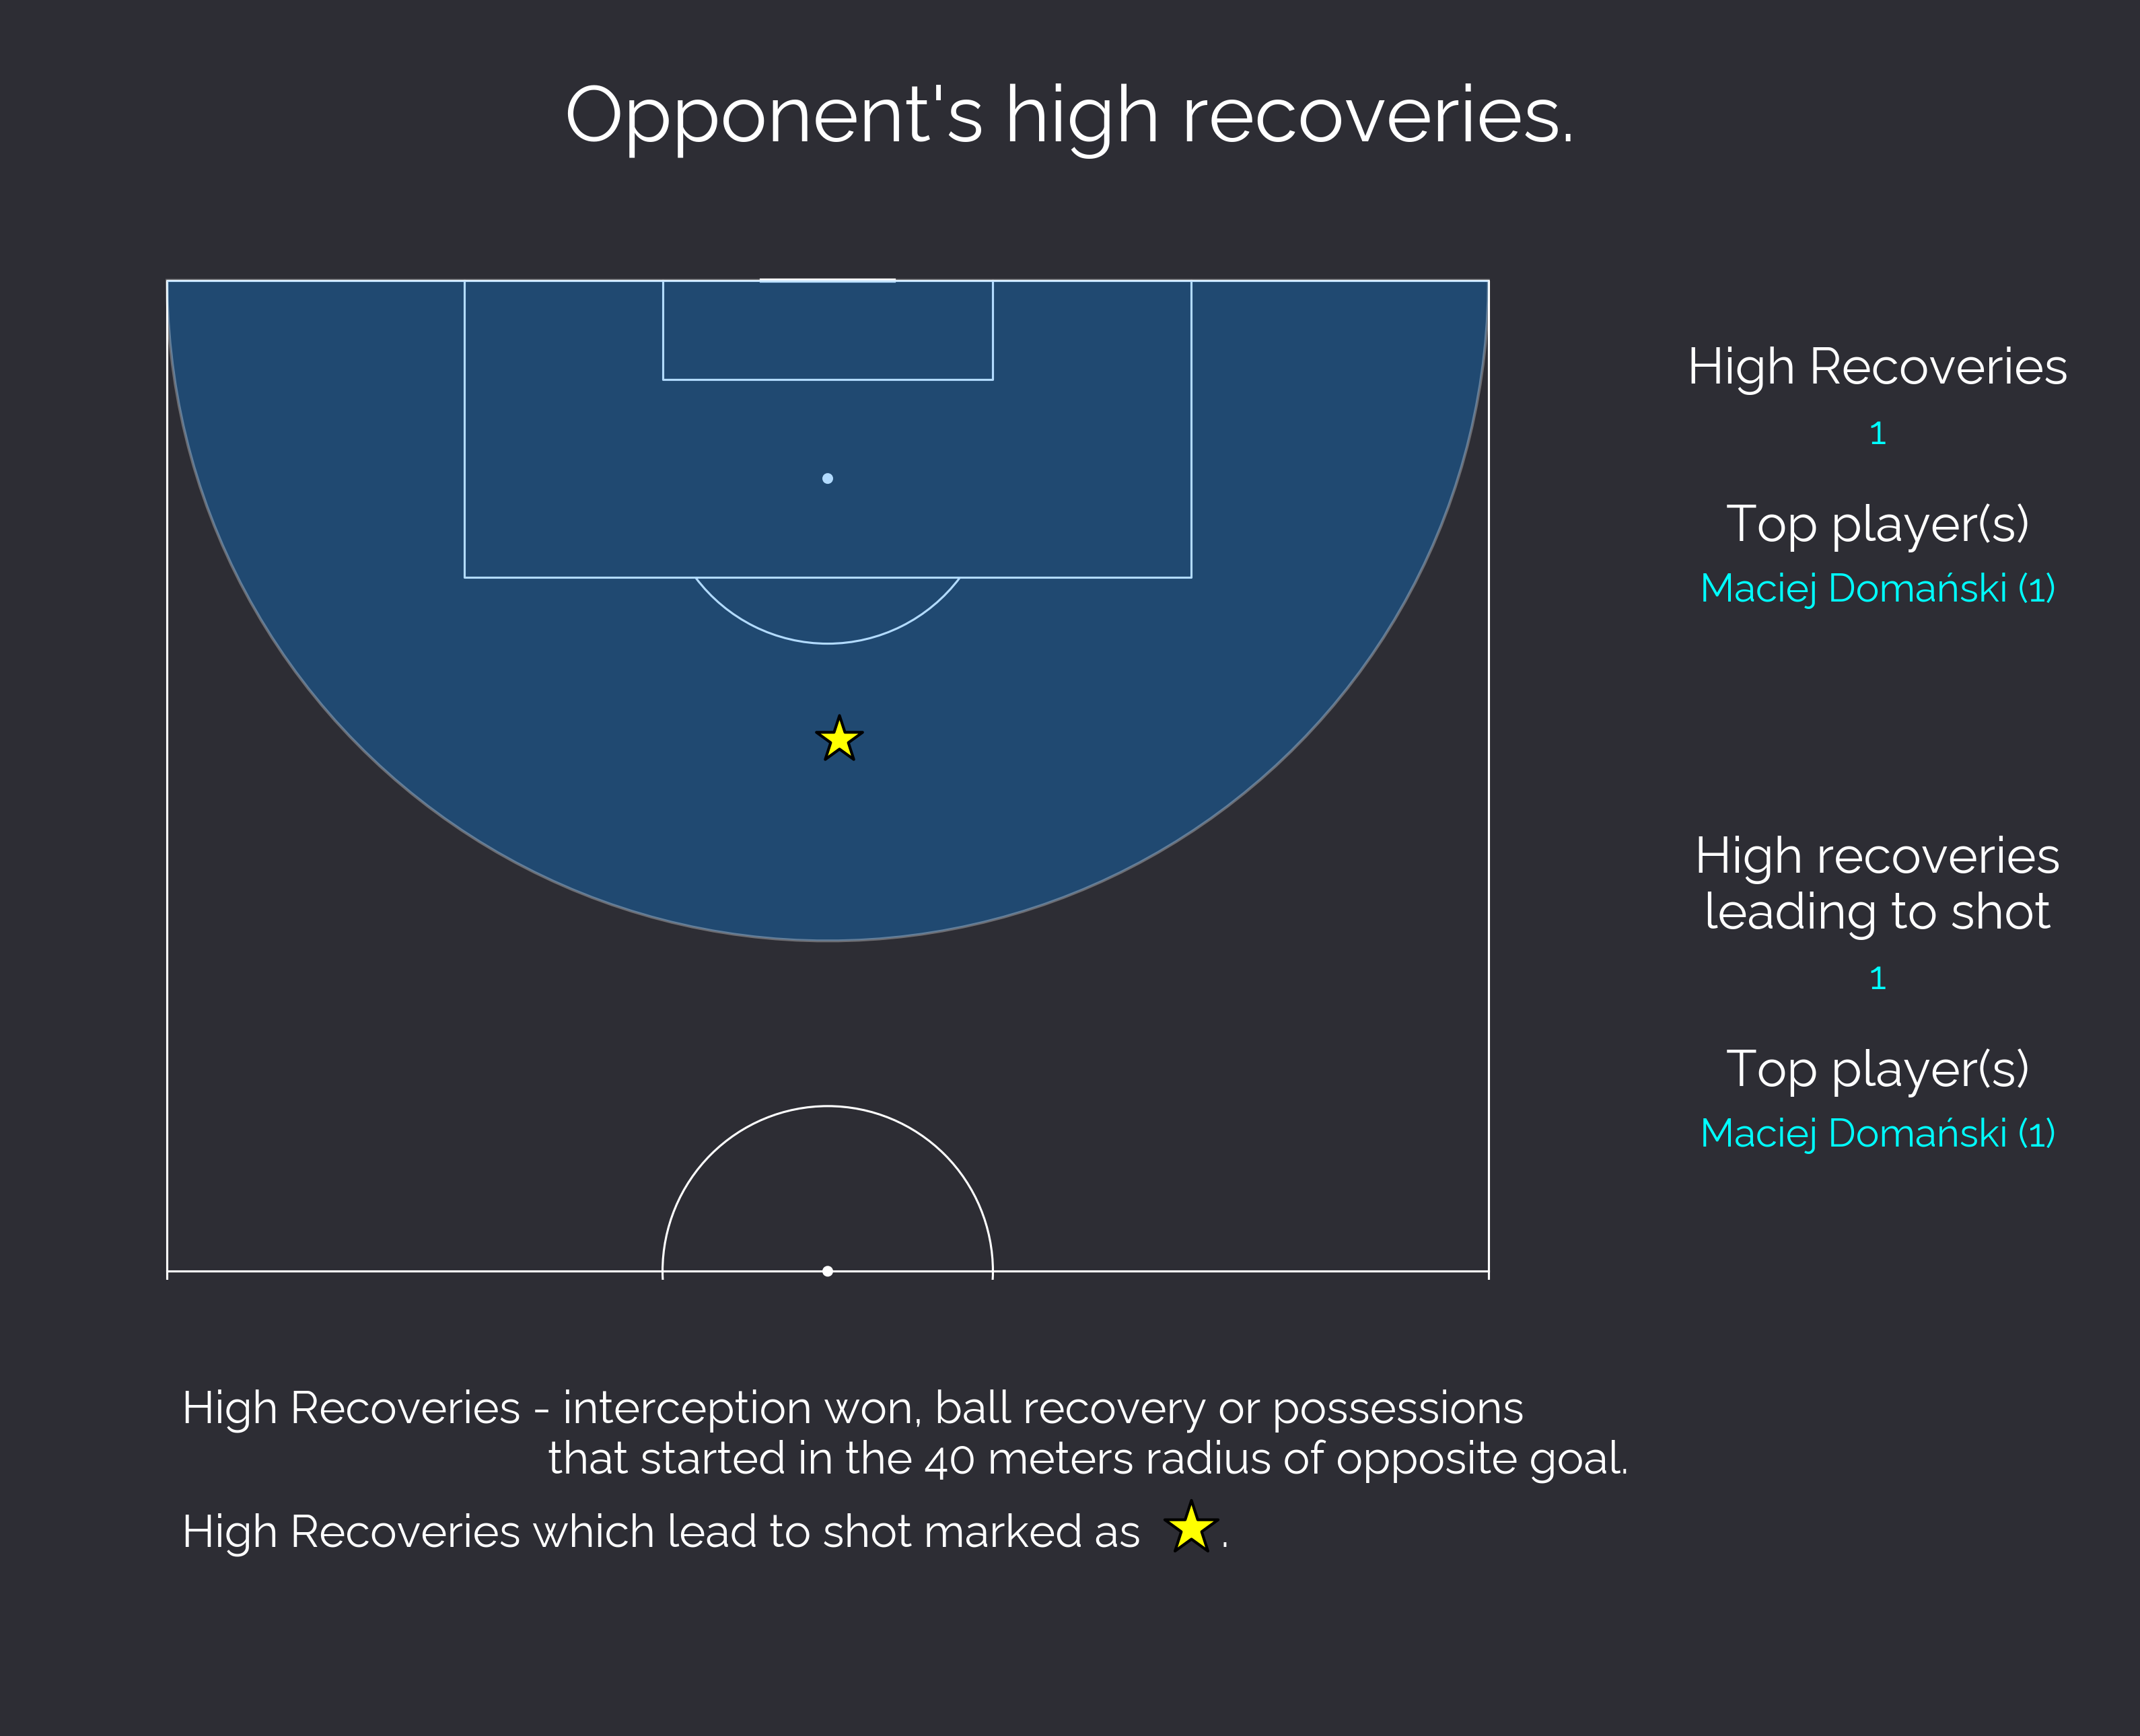 Opponent's high recoveries.
High Recoveries
1
Top player(s)
Maciej Domański (1)
High recoveries
leading to shot
1
Top player(s)
Maciej Domański (1)
High Recoveries - interception won, ball recovery or possessions
that started in the 40 meters radius of opposite goal.
High Recoveries which lead to shot marked as .